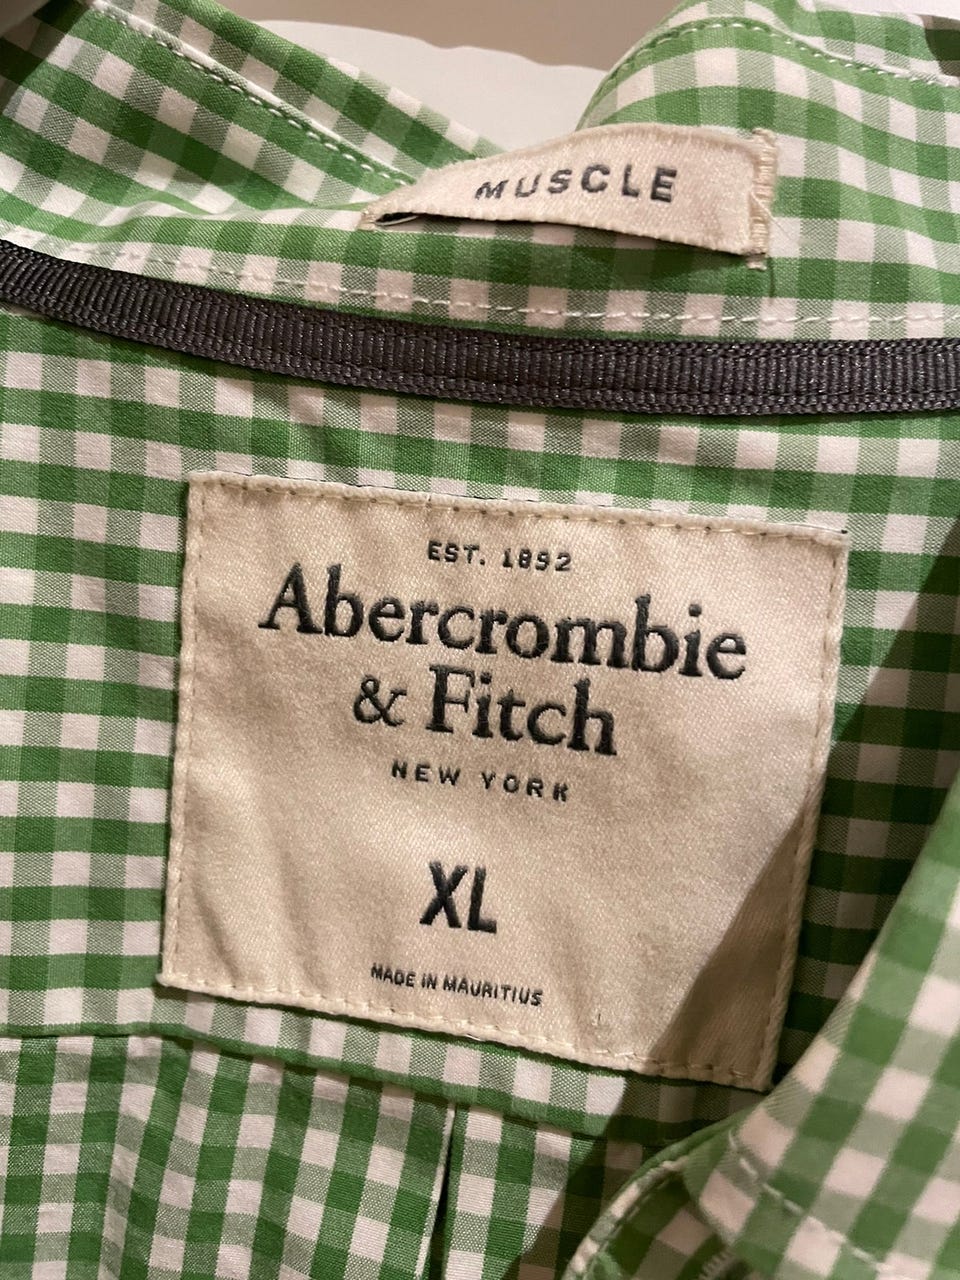 MUSCLE
EST. 1892
Abercrombie
& Fitch
NEW YORK
XL
MADE IN MAURITIUS